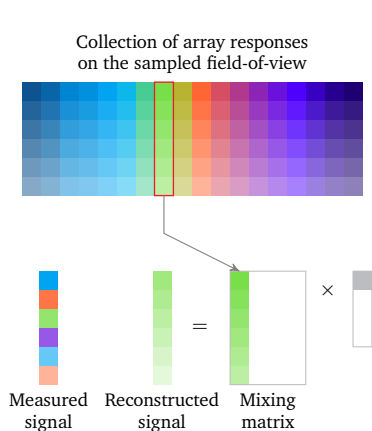 Collection of array responses
on the sampled field-of-view
×
=
Measured
signal
Reconstructed
signal
Mixing
matrix